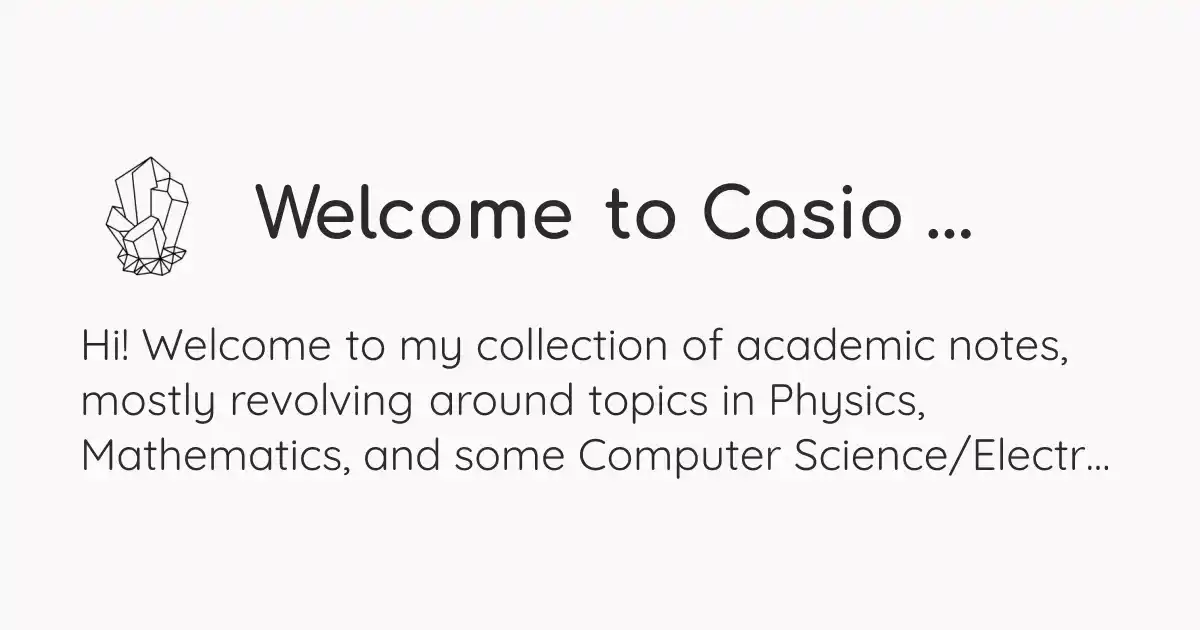 Welcome to Casio ...
Hi! Welcome to my collection of academic notes,
mostly revolving around topics in Physics,
Mathematics, and some Computer Science/Electr...